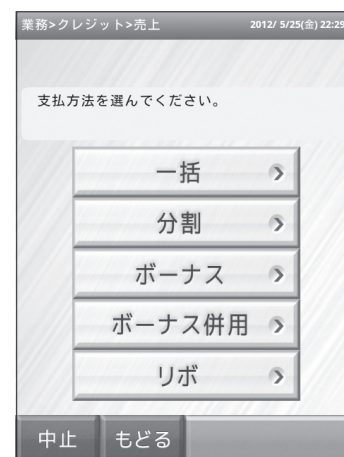 業務>クレジット>売上 2012/ 5/25(金) 22:29
支払方法を選んでください。
一括
分割
ボーナス
ボーナス併用
リボ
中止 もどる